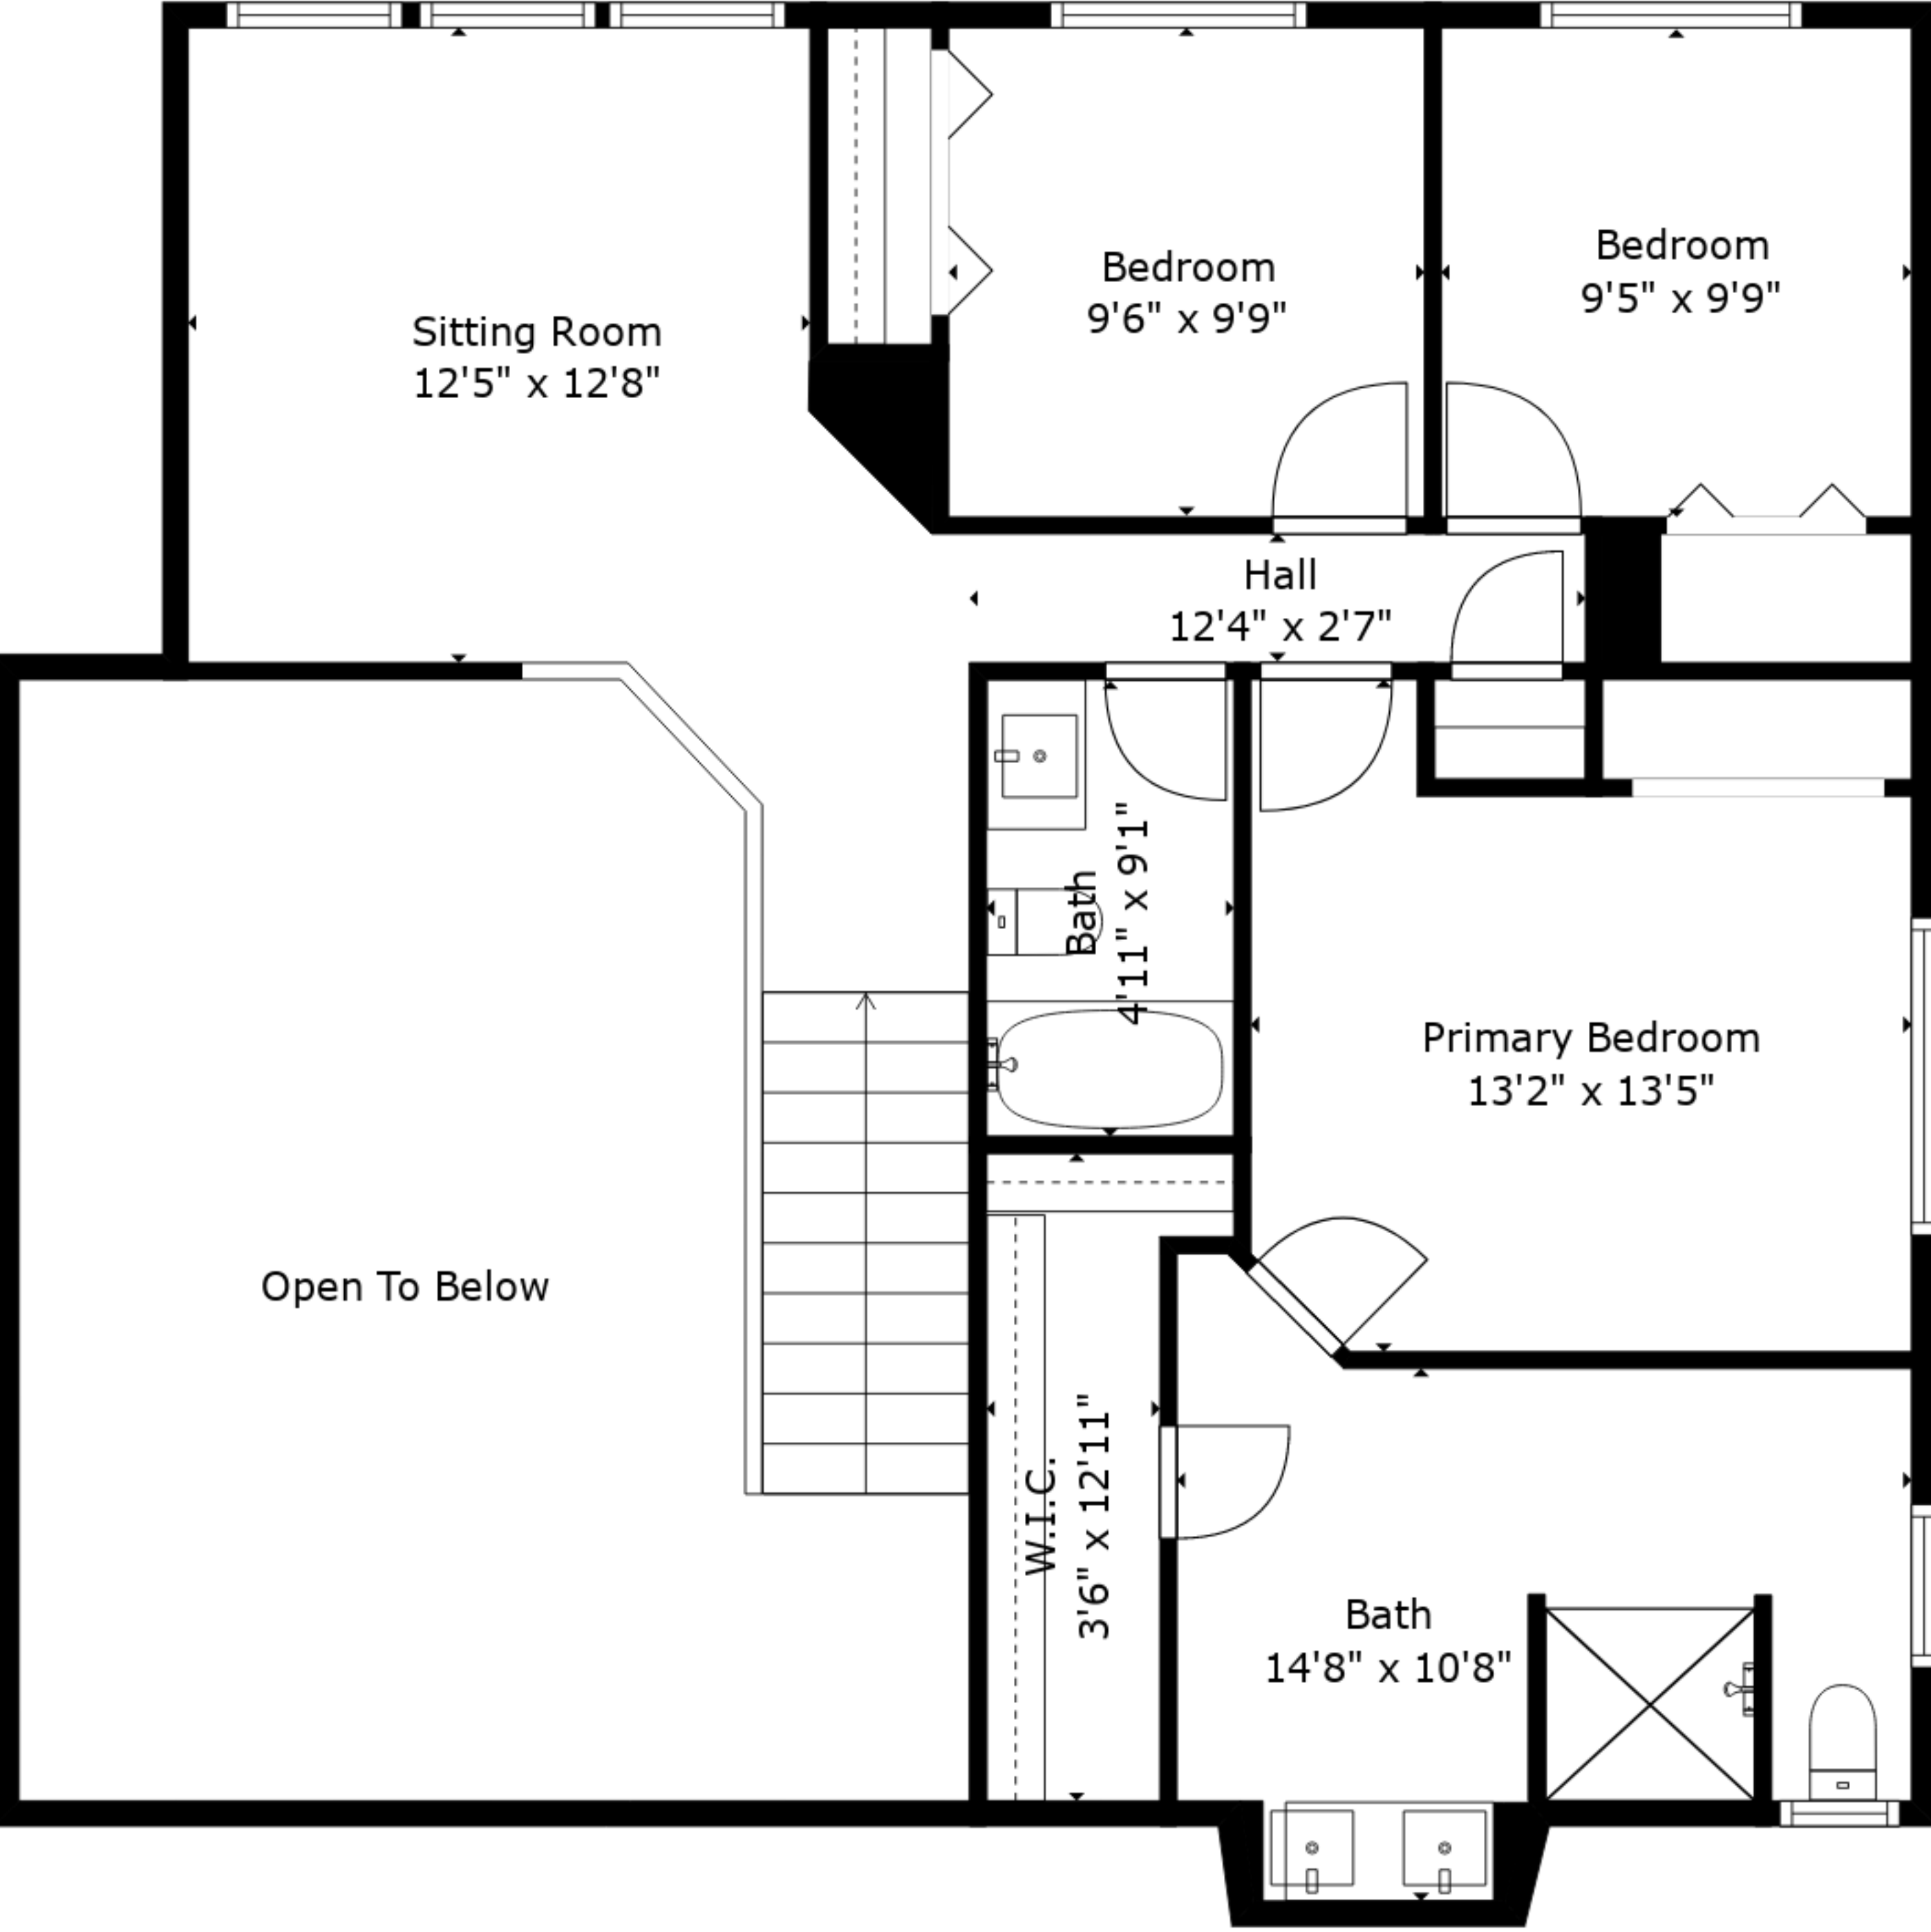 Sitting Room
12'5" x 12'8"
Bedroom
9'6" x 9'9"
Bedroom
9'5" x 9'9"
Hall
12'4" x 2'7"
Bath
4'11" x 9'1"
Primary Bedroom
13'2" x 13'5"
Open To Below
W.I.C.
3'6" x 12'11"
Bath
14'8" x 10'8"